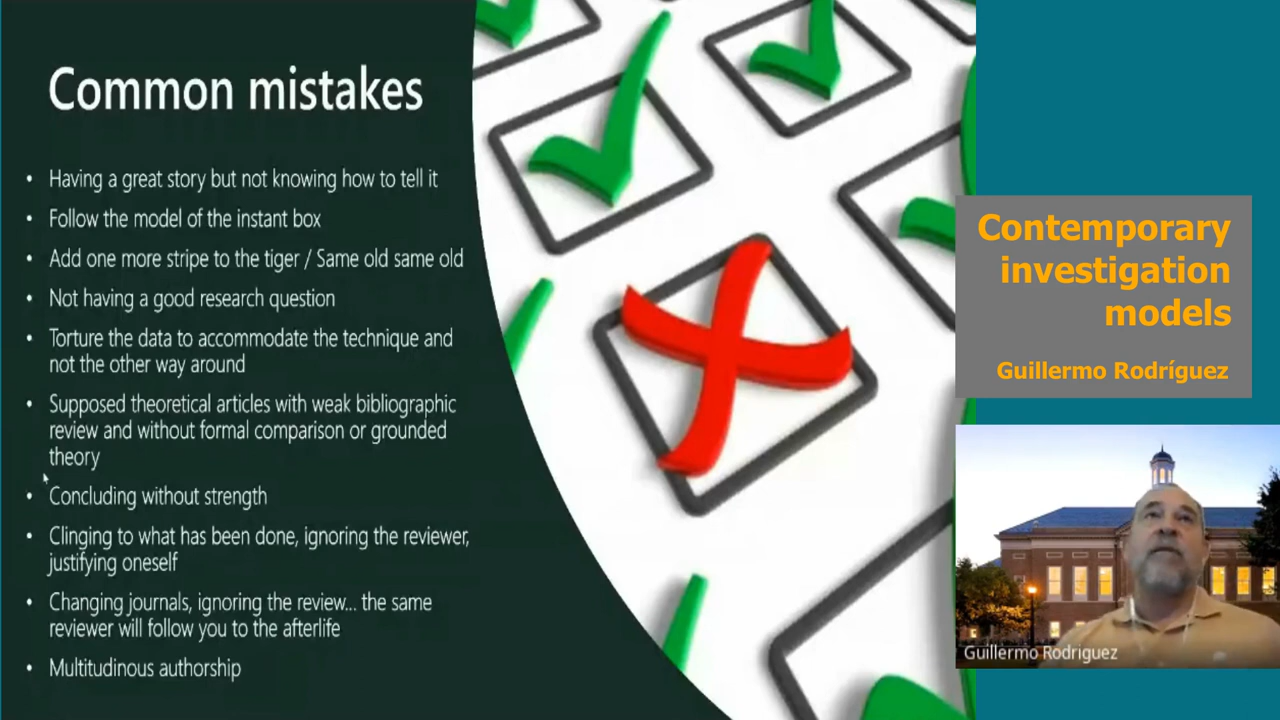 Common mistakes
• Having a great story but not knowing how to tell it
• Follow the model of the instant box
• Add one more stripe to the tiger / Same old same old
• Not having a good research question
• Torture the data to accommodate the technique and
not the other way around
• Supposed theoretical articles with weak bibliographic
review and without formal comparison or grounded
theory
• Concluding without strength
• Clinging to what has been done, ignoring the reviewer,
justifying oneself
• Changing journals, ignoring the review... the same
reviewer will follow you to the afterlife
• Multitudinous authorship
Contemporary
investigation
models
Guillermo Rodríguez
Guillermo Rodriguez